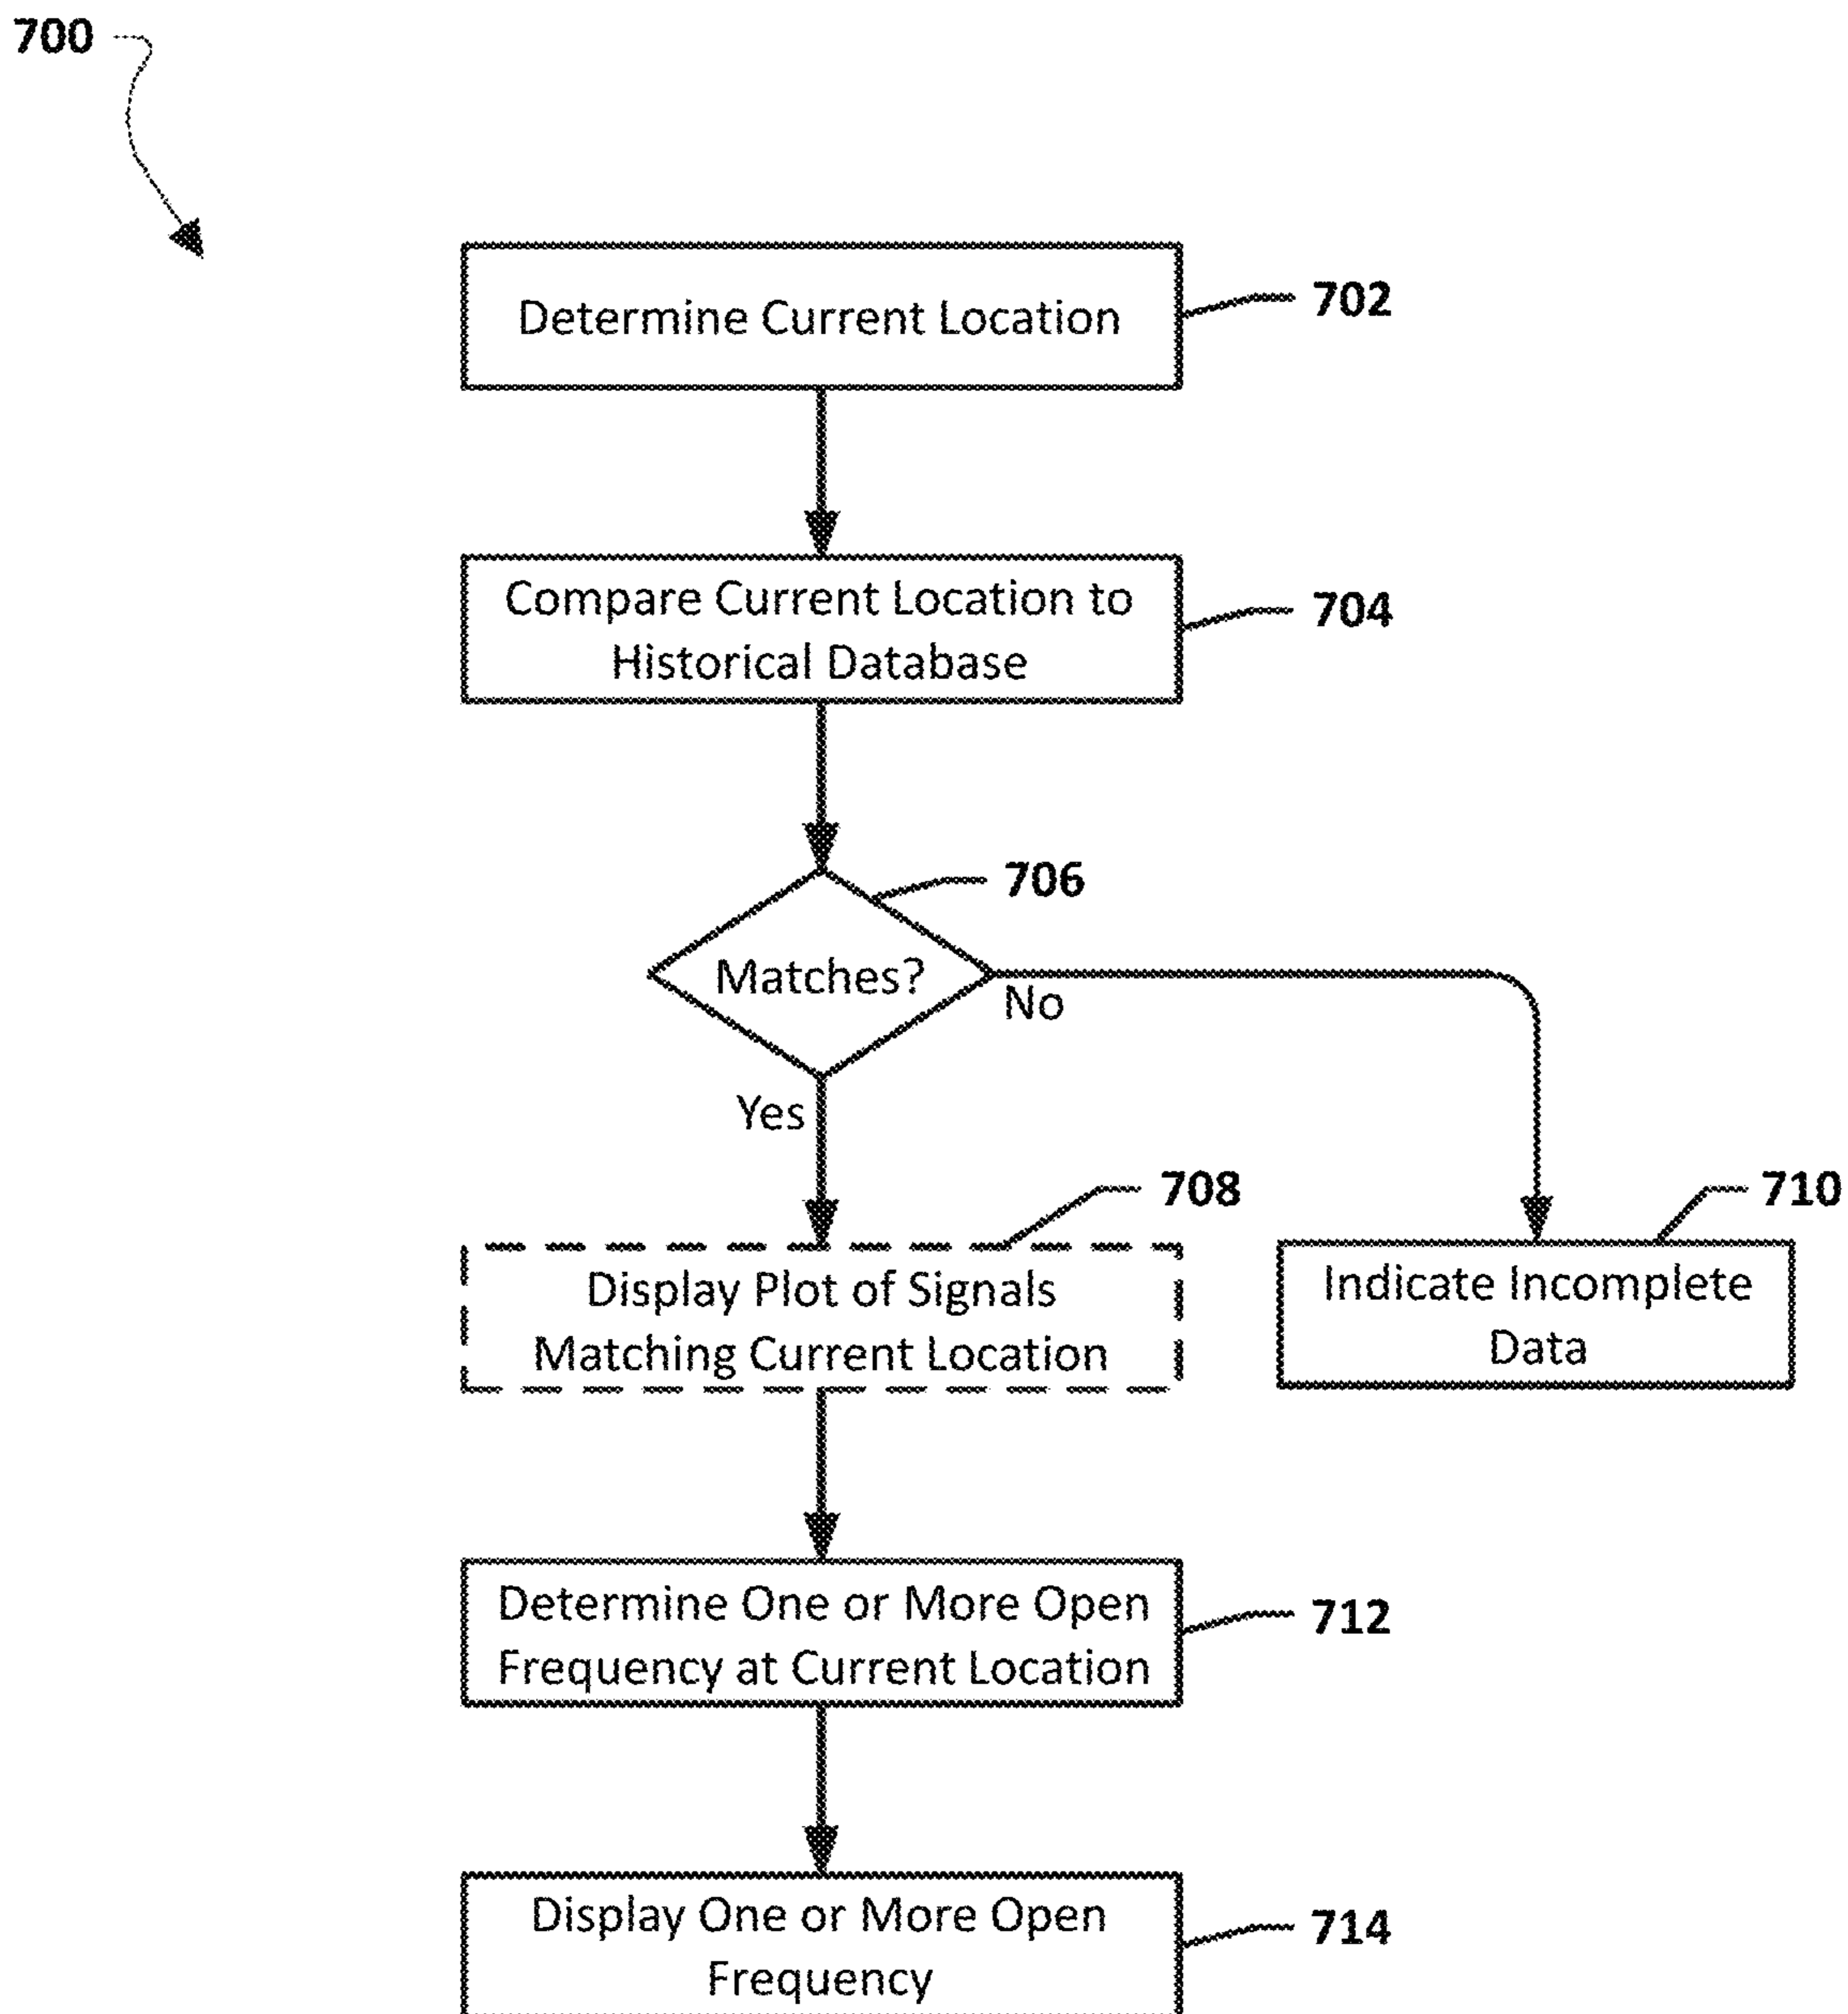 700
Determine Current Location
702
Compare Current Location to
Historical Database
704
706
Matches?
No
Yes
708
710
Display Plot of Signals
Matching Current Location
Indicate Incomplete
Data
Determine One or More Open
Frequency at Current Location
712
Display One or More Open
Frequency
714